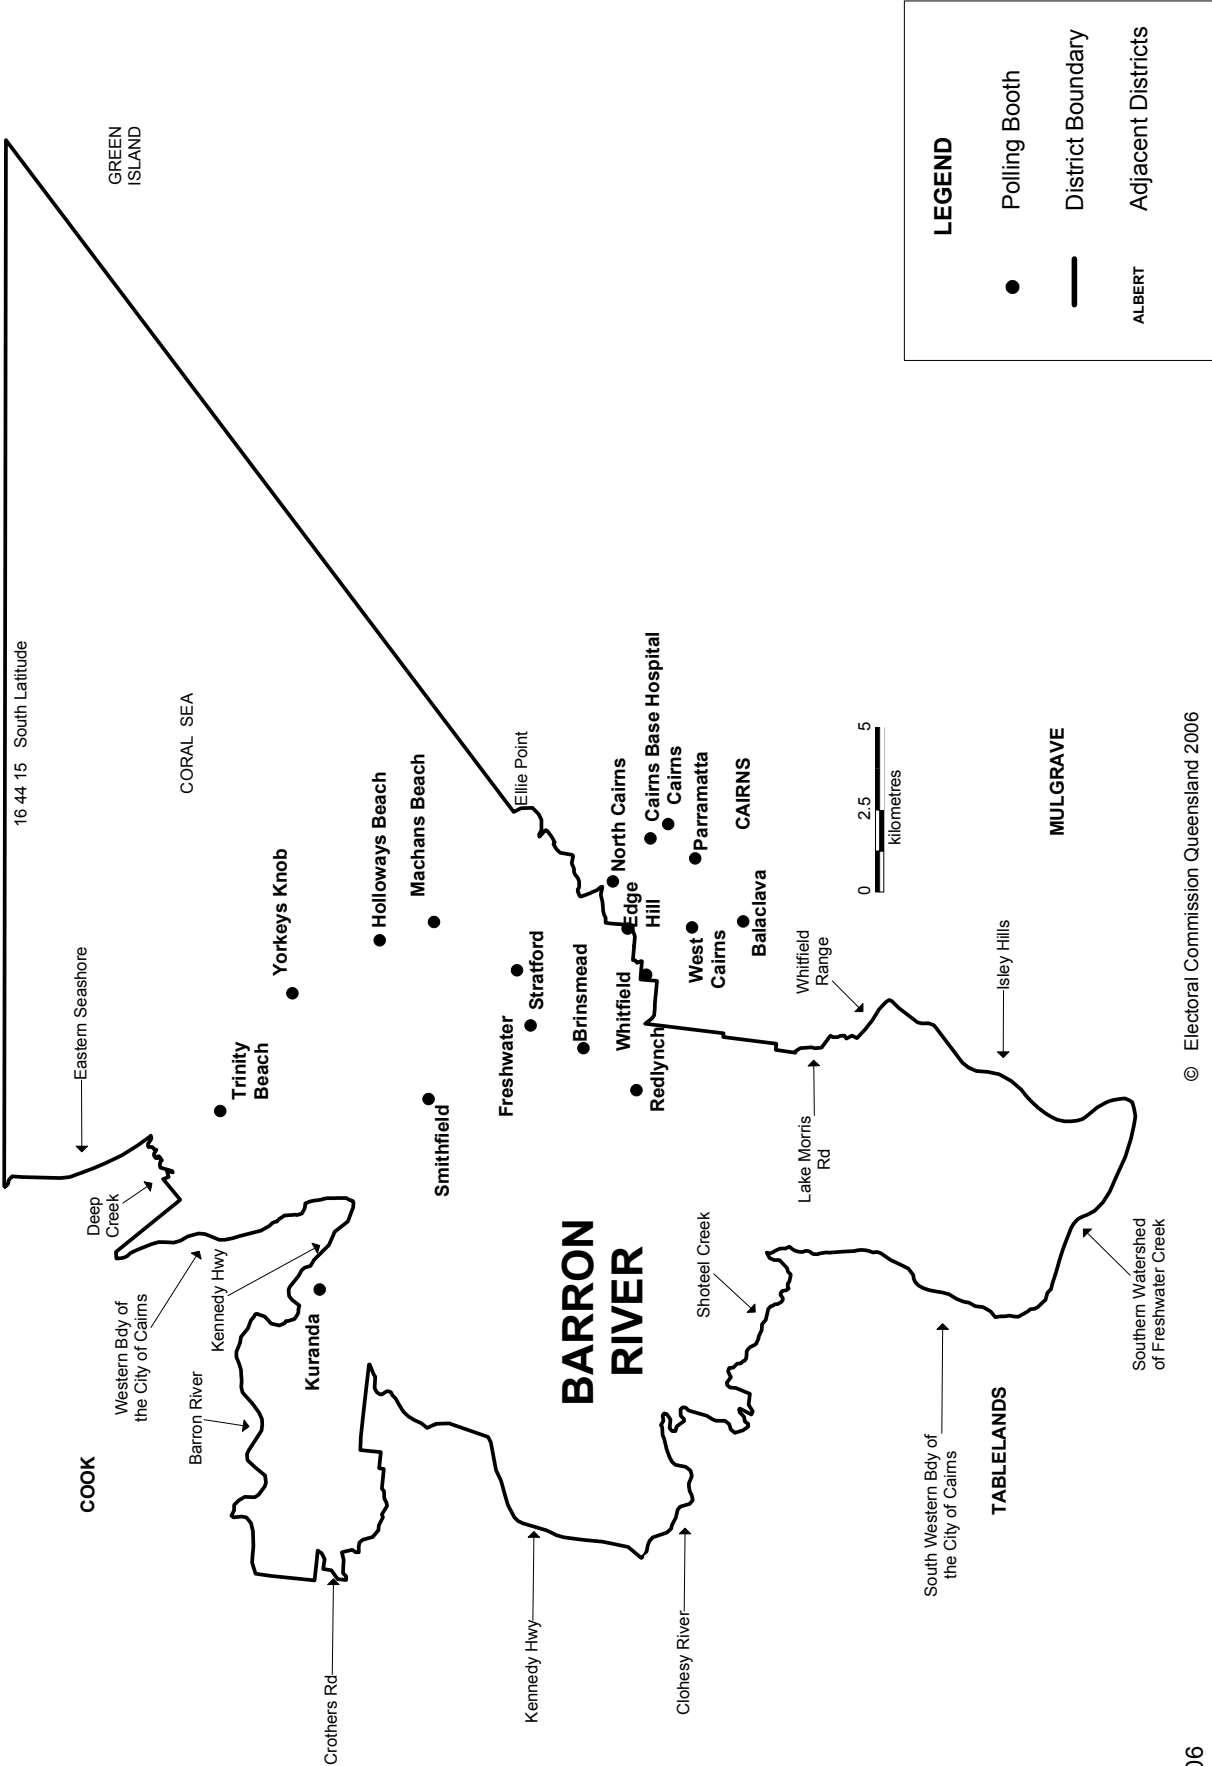 16 44 15   South Latitude
GREEN
ISLAND
CORAL SEA
Eastern Seashore
Deep
Creek
Western Bdy of
the City of Cairns
Kennedy Hwy
Barron River
COOK
Crothers Rd
Trinity
Beach
Yorkeys Knob
Holloways Beach
Machans Beach
Smithfield
Kuranda
Ellie Point
Freshwater
Stratford
Brinsmead
Whitfield
Redlynch
North Cairns
Edge
Hill
Cairns Base Hospital
Cairns
Parramatta
CAIRNS
West
Cairns
Balaclava
BARRON
RIVER
Kennedy Hwy
Clohesy River
Shoteel Creek
Lake Morris
Rd
Whitfield
Range
Isley Hills
0 2.5 5
kilometres
MULGRAVE
TABLELANDS
South Western Bdy of
the City of Cairns
Southern Watershed
of Freshwater Creek
LEGEND
Polling Booth
District Boundary
ALBERT Adjacent Districts
© Electoral Commission Queensland 2006